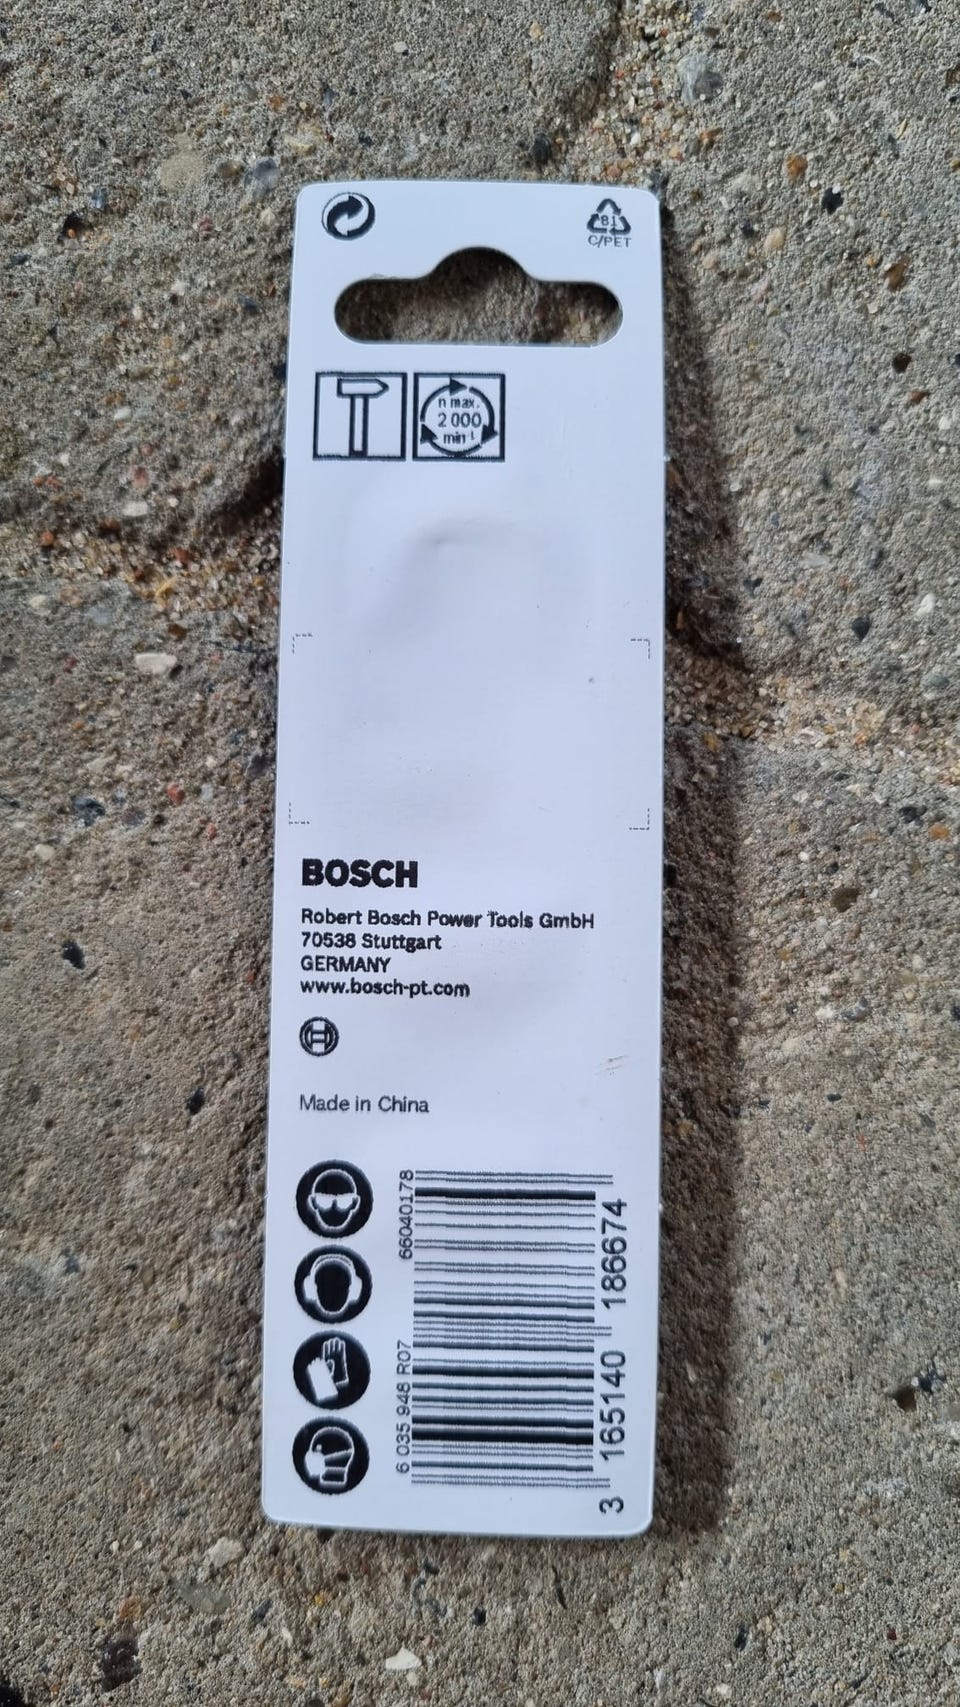 81
C/PET
n max.
2 000
min⁻¹
BOSCH
Robert Bosch Power Tools GmbH
70538 Stuttgart
GERMANY
www.bosch-pt.com
Made in China
66040178
6 035 948 R07
3 165140 186674